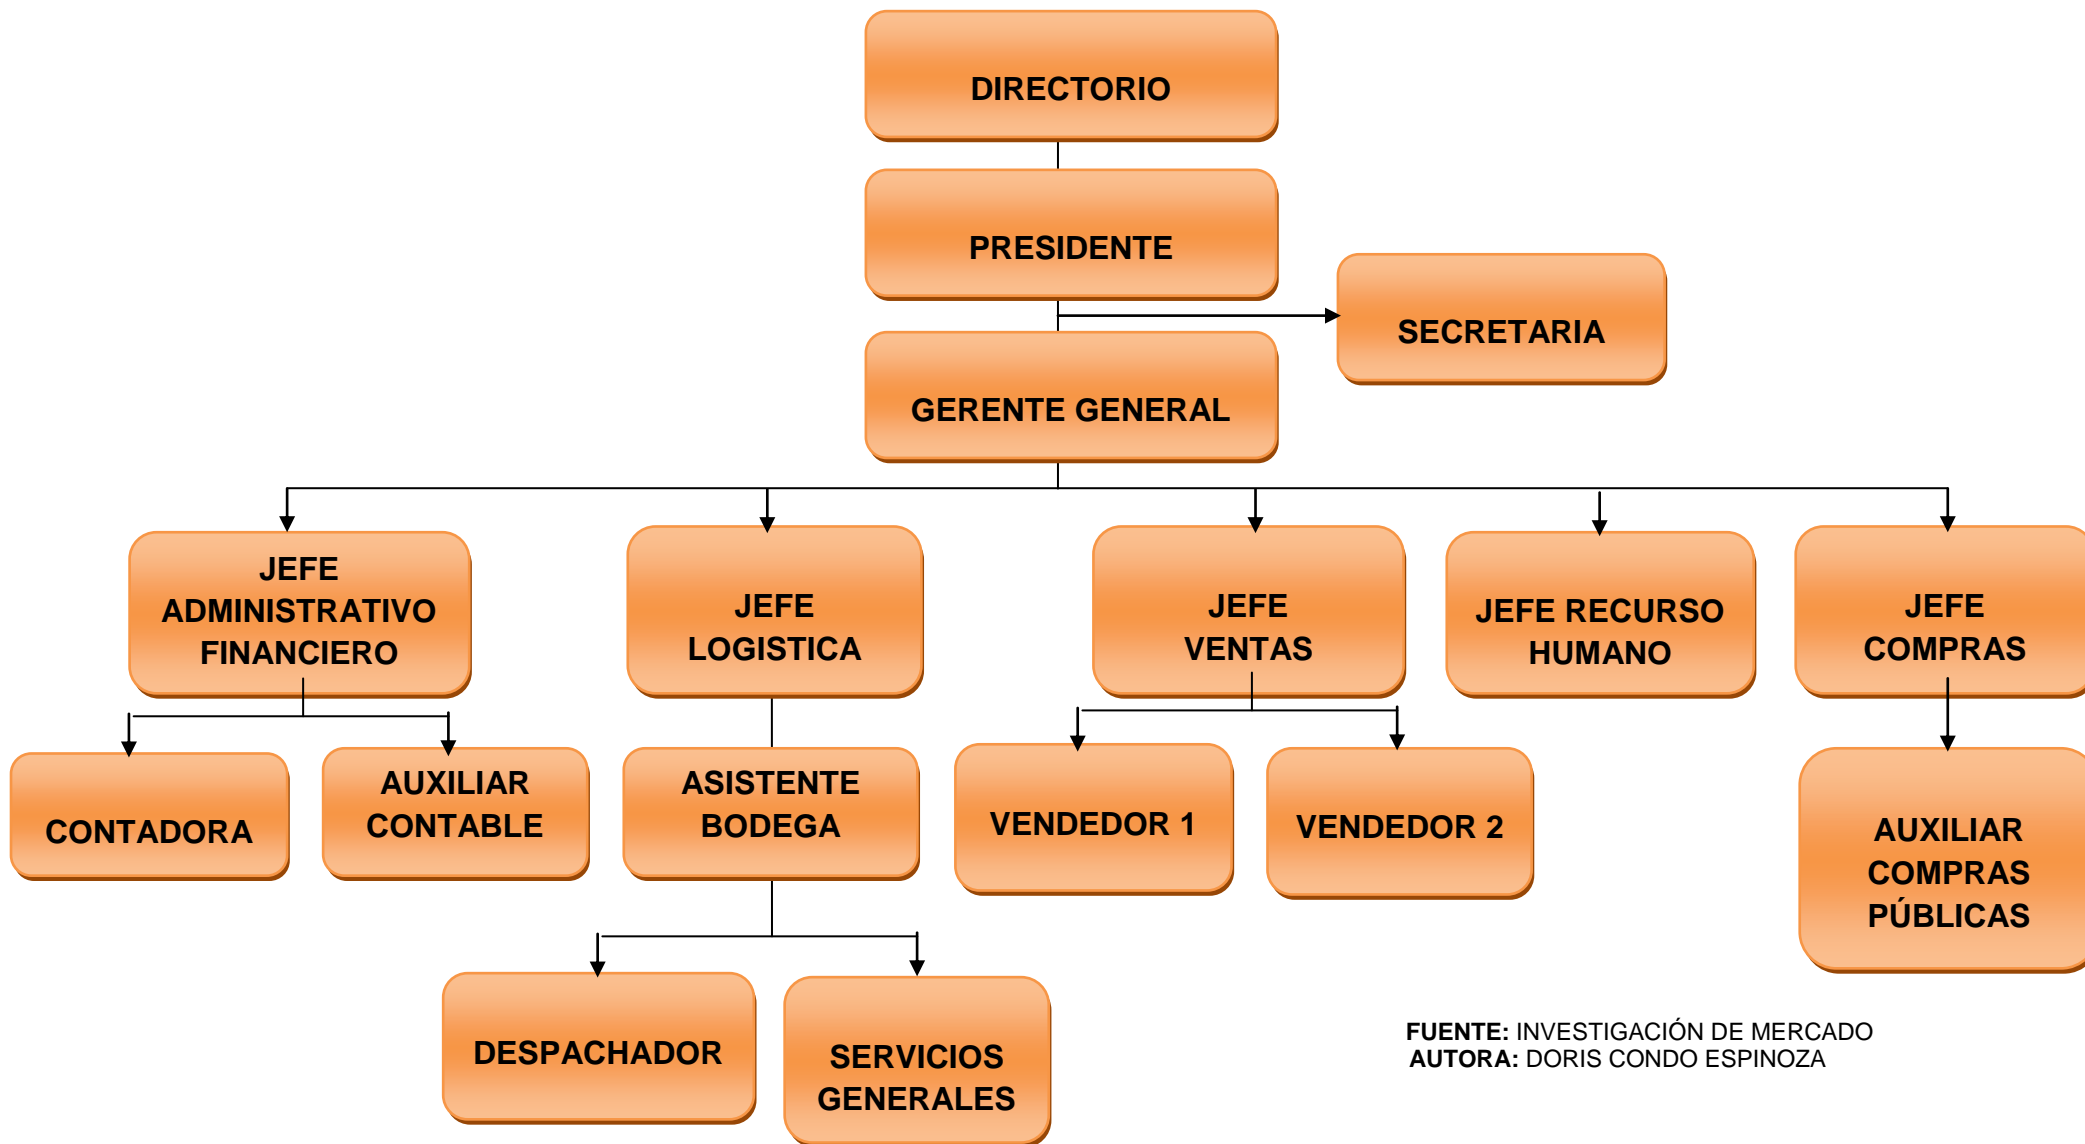 DIRECTORIO
PRESIDENTE
SECRETARIA
GERENTE GENERAL
JEFE
ADMINISTRATIVO
FINANCIERO
JEFE
LOGISTICA
JEFE
VENTAS
JEFE RECURSO
HUMANO
JEFE
COMPRAS
CONTADORA
AUXILIAR
CONTABLE
ASISTENTE
BODEGA
VENDEDOR 1
VENDEDOR 2
AUXILIAR
COMPRAS
PÚBLICAS
DESPACHADOR
SERVICIOS
GENERALES
FUENTE: INVESTIGACIÓN DE MERCADO
AUTORA: DORIS CONDO ESPINOZA